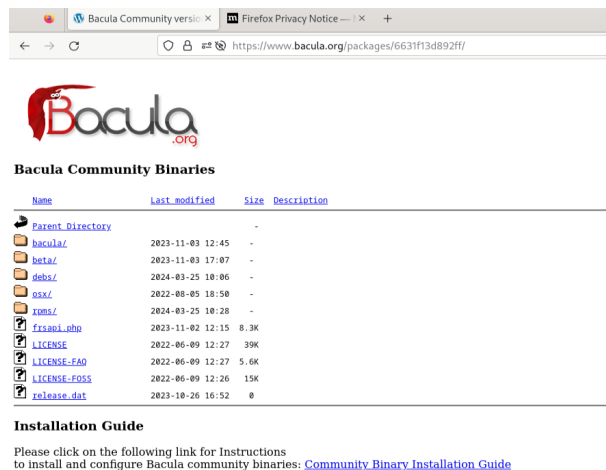 Bacula Community versio
Firefox Privacy Notice —
https://www.bacula.org/packages/6631f13d892ff/
Bacula
.org
Bacula Community Binaries
Name Last modified Size Description
Parent Directory -
bacula/ 2023-11-03 12:45 -
beta/ 2023-11-03 17:07 -
debs/ 2024-03-25 10:06 -
osx/ 2022-08-05 18:50 -
rpms/ 2024-03-25 10:28 -
frsapi.php 2023-11-02 12:15 8.3K
LICENSE 2022-06-09 12:27 39K
LICENSE-FAQ 2022-06-09 12:27 5.6K
LICENSE-FOSS 2022-06-09 12:26 15K
release.dat 2023-10-26 16:52 0
Installation Guide
Please click on the following link for Instructions
to install and configure Bacula community binaries: Community Binary Installation Guide